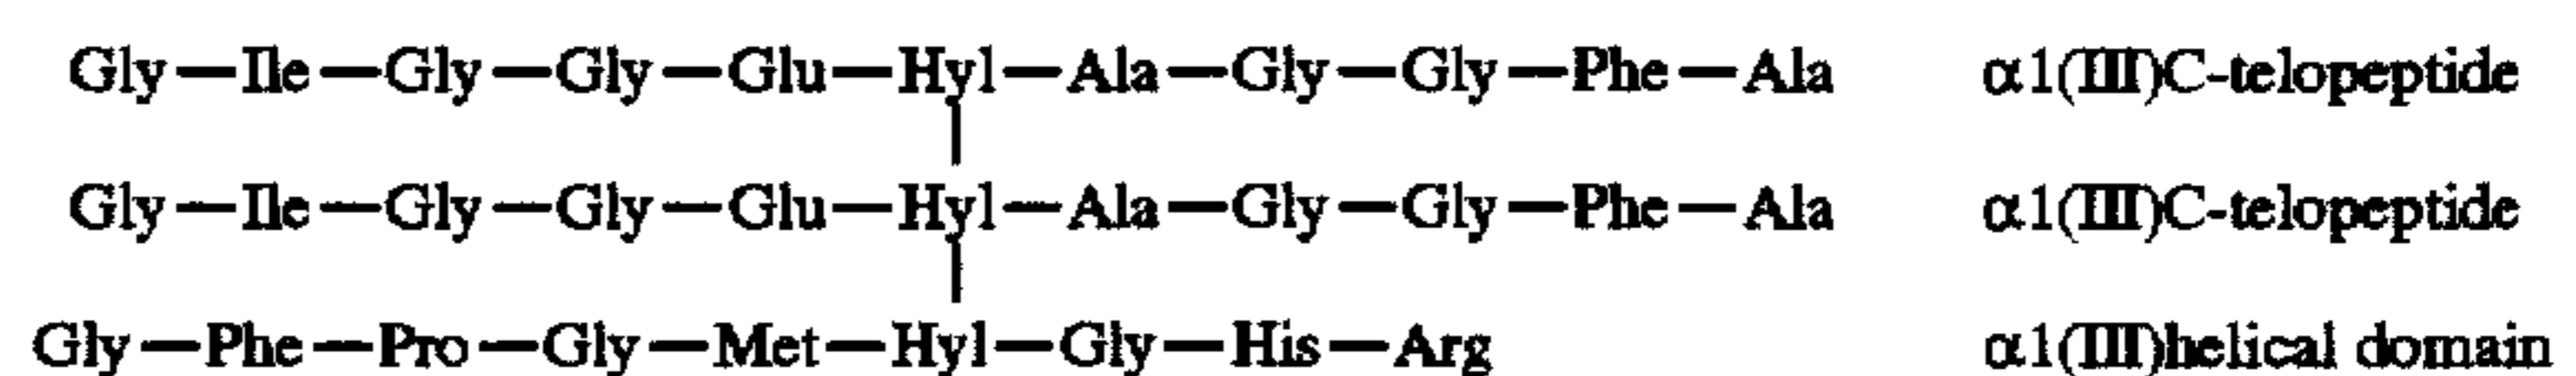 Gly—Ile—Gly—Gly—Glu—Hyl—Ala—Gly—Gly—Phe—Ala α1(III)C-telopeptide
Gly—Ile—Gly—Gly—Glu—Hyl—Ala—Gly—Gly—Phe—Ala α1(III)C-telopeptide
Gly—Phe—Pro—Gly—Met—Hyl—Gly—His—Arg α1(III)helical domain